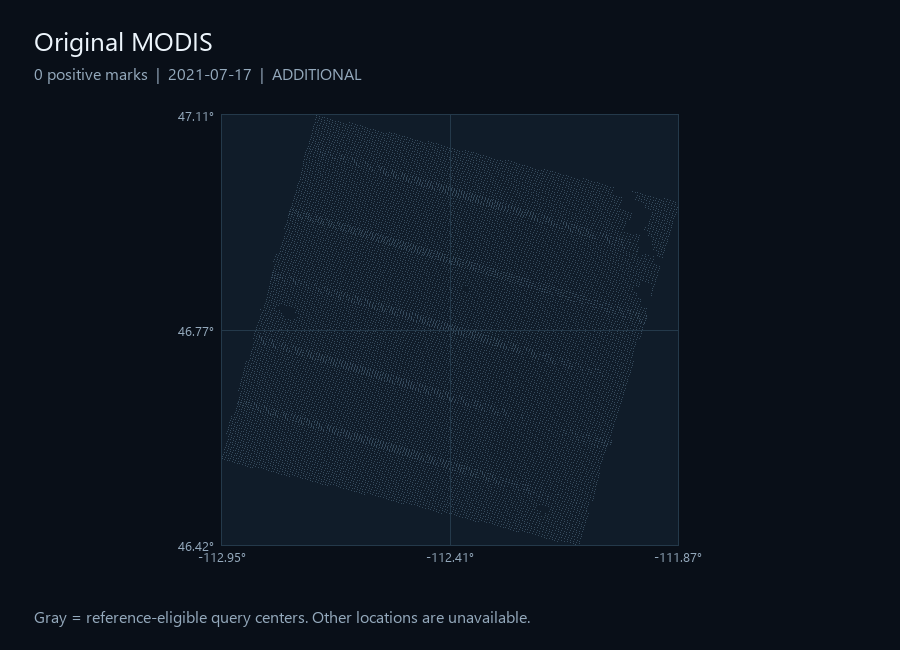 Original MODIS
0 positive marks | 2021-07-17 | ADDITIONAL
47.11°
46.77°
46.42°
-112.95°
-112.41°
-111.87°
Gray = reference-eligible query centers. Other locations are unavailable.